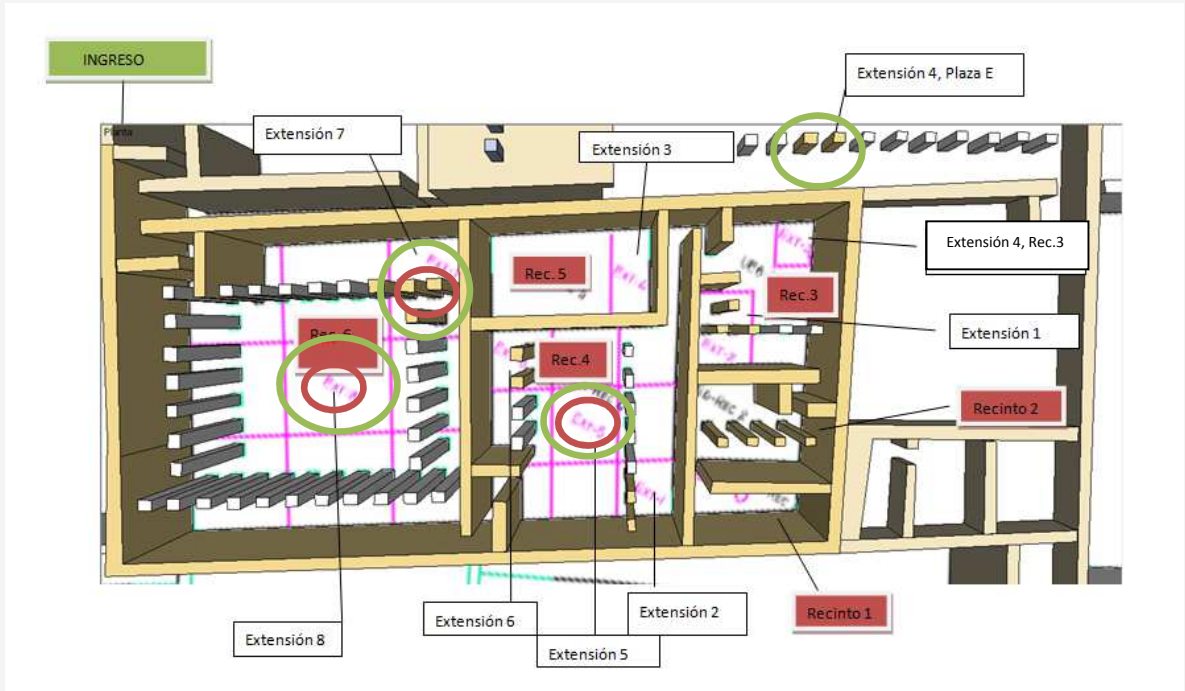 INGRESO
Extensión 4, Plaza E
Planta
Extensión 7
Extensión 3
Extensión 4, Rec.3
Rec. 5
Rec.3
Extensión 1
Rec. 6
Rec.4
Recinto 2
Extensión 6
Extensión 2
Recinto 1
Extensión 8
Extensión 5